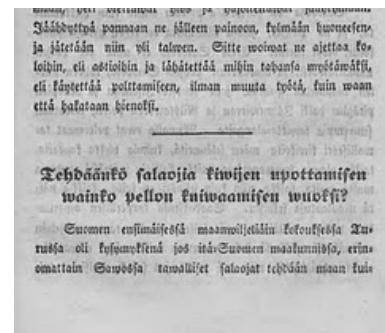 Jäähdyttyä pannaan ne jälleen painoon, kylmään huoneesen,
ja jätetään niin yli talwen. Sitte woiwat ne ajettaa ko-
loihin, eli astioihin ja lähätettää mihin tahansa myötäwäksi,
eli käytettää polttamiseen, ilman muuta työtä, kuin waan
että hakataan hienoksi.
Tehdäänkö salaojia kiwijen upottamisen
wainko pellon kuiwaamisen wuoksi?
Suomen ensimäisessä maanwiljeliäin kokouksessa Tu-
russa oli kysymyksenä jos itä-Suomen maakunnissa, erin-
omattain Sawossa tawalliset salaojat tehdään maan kui-